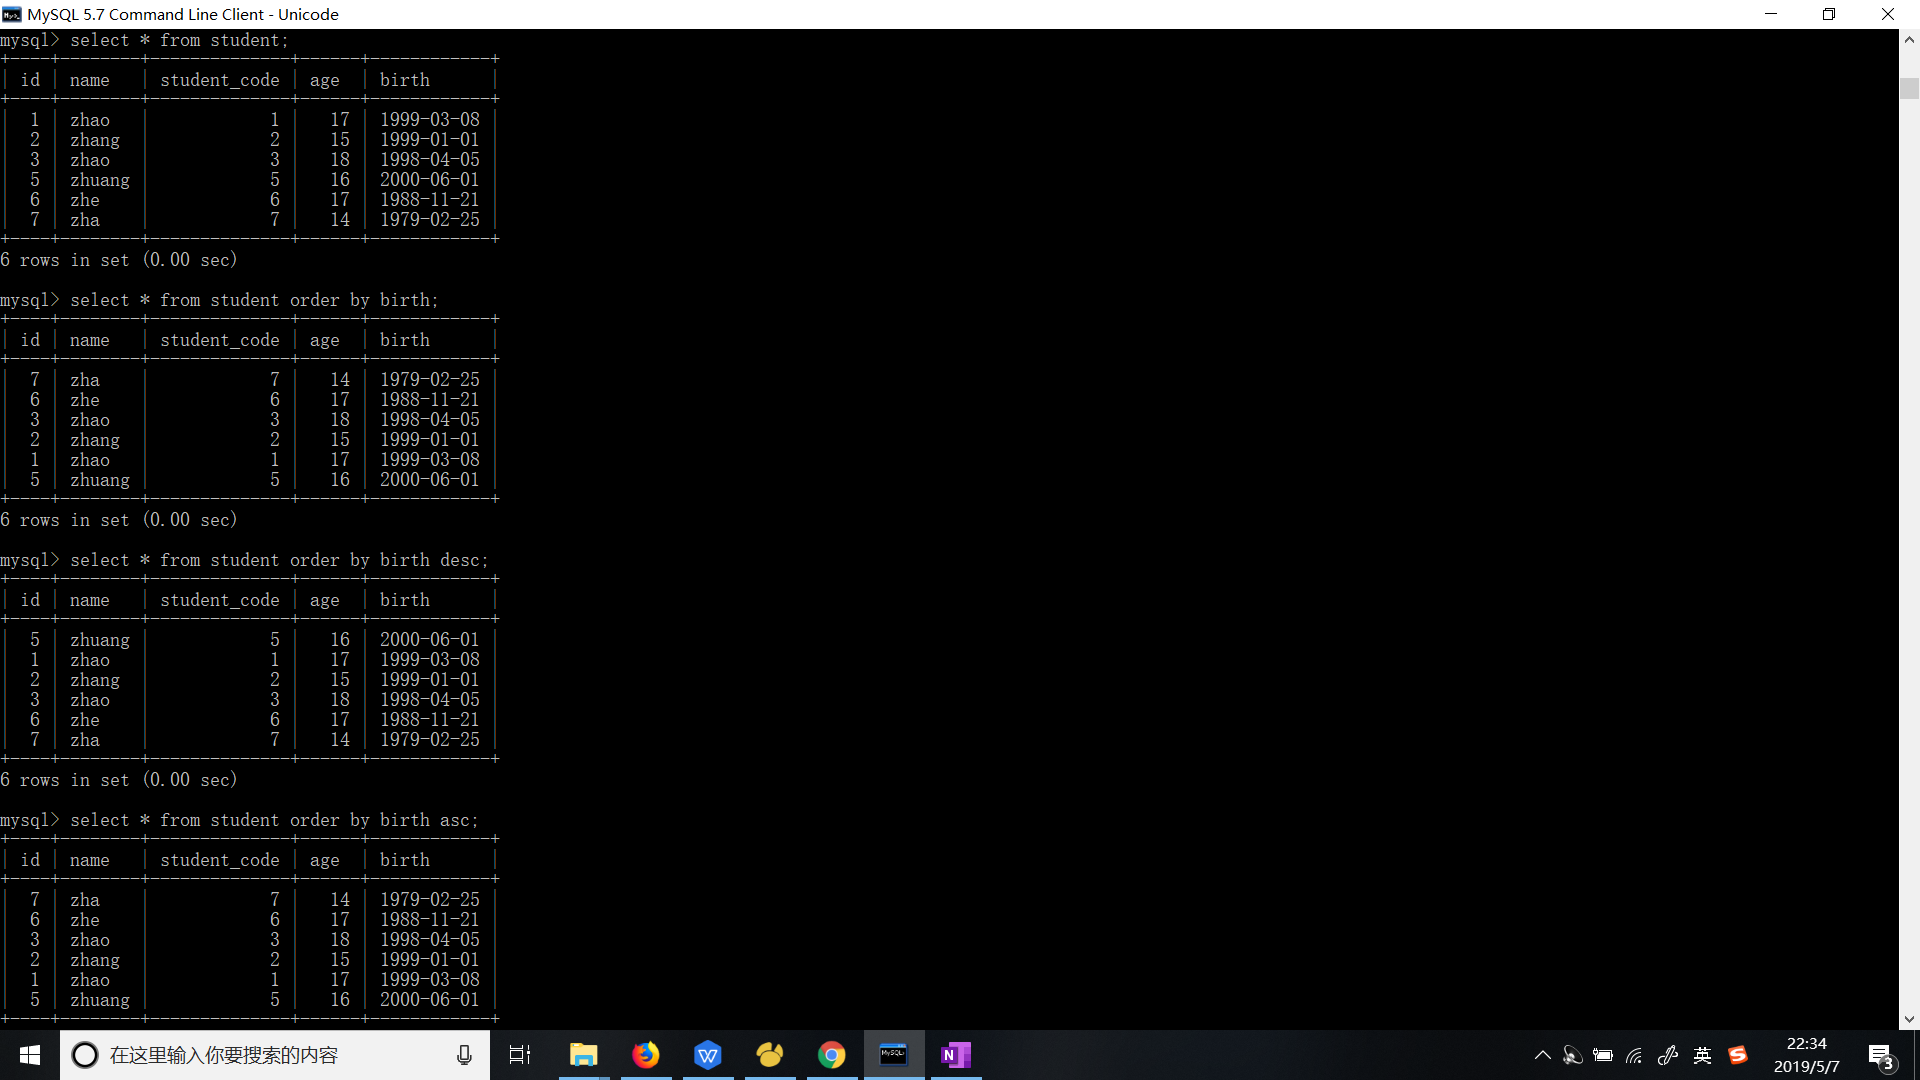 MySQL 5.7 Command Line Client - Unicode
mysql> select * from student;
+----+--------+--------------+------+------------+
| id | name   | student_code | age  | birth      |
+----+--------+--------------+------+------------+
|  1 | zhao   |            1 |   17 | 1999-03-08 |
|  2 | zhang  |            2 |   15 | 1999-01-01 |
|  3 | zhao   |            3 |   18 | 1998-04-05 |
|  5 | zhuang |            5 |   16 | 2000-06-01 |
|  6 | zhe    |            6 |   17 | 1988-11-21 |
|  7 | zha    |            7 |   14 | 1979-02-25 |
+----+--------+--------------+------+------------+
6 rows in set (0.00 sec)
mysql> select * from student order by birth;
+----+--------+--------------+------+------------+
| id | name   | student_code | age  | birth      |
+----+--------+--------------+------+------------+
|  7 | zha    |            7 |   14 | 1979-02-25 |
|  6 | zhe    |            6 |   17 | 1988-11-21 |
|  3 | zhao   |            3 |   18 | 1998-04-05 |
|  2 | zhang  |            2 |   15 | 1999-01-01 |
|  1 | zhao   |            1 |   17 | 1999-03-08 |
|  5 | zhuang |            5 |   16 | 2000-06-01 |
+----+--------+--------------+------+------------+
6 rows in set (0.00 sec)
mysql> select * from student order by birth desc;
+----+--------+--------------+------+------------+
| id | name   | student_code | age  | birth      |
+----+--------+--------------+------+------------+
|  5 | zhuang |            5 |   16 | 2000-06-01 |
|  1 | zhao   |            1 |   17 | 1999-03-08 |
|  2 | zhang  |            2 |   15 | 1999-01-01 |
|  3 | zhao   |            3 |   18 | 1998-04-05 |
|  6 | zhe    |            6 |   17 | 1988-11-21 |
|  7 | zha    |            7 |   14 | 1979-02-25 |
+----+--------+--------------+------+------------+
6 rows in set (0.00 sec)
mysql> select * from student order by birth asc;
+----+--------+--------------+------+------------+
| id | name   | student_code | age  | birth      |
+----+--------+--------------+------+------------+
|  7 | zha    |            7 |   14 | 1979-02-25 |
|  6 | zhe    |            6 |   17 | 1988-11-21 |
|  3 | zhao   |            3 |   18 | 1998-04-05 |
|  2 | zhang  |            2 |   15 | 1999-01-01 |
|  1 | zhao   |            1 |   17 | 1999-03-08 |
|  5 | zhuang |            5 |   16 | 2000-06-01 |
+----+--------+--------------+------+------------+
在这里输入你要搜索的内容
W
MySQL
N
英
S
22:34
2019/5/7
3